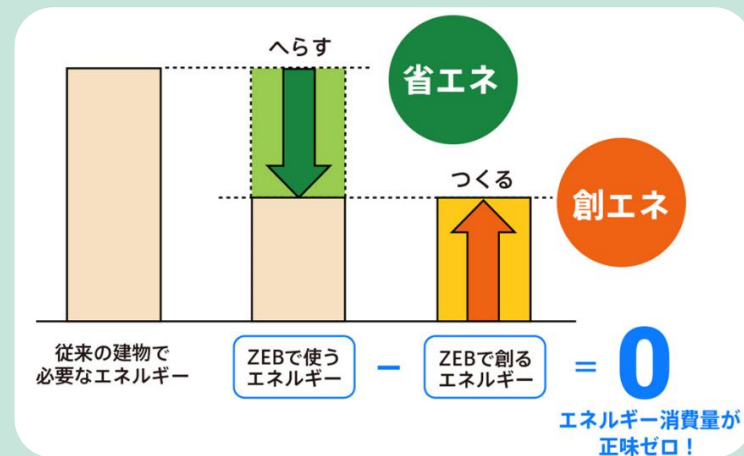 へらす
省エネ
つくる
創エネ
従来の建物で
必要なエネルギー
ZEBで使う
エネルギー
−
ZEBで創る
エネルギー
=
0
エネルギー消費量が
正味ゼロ！